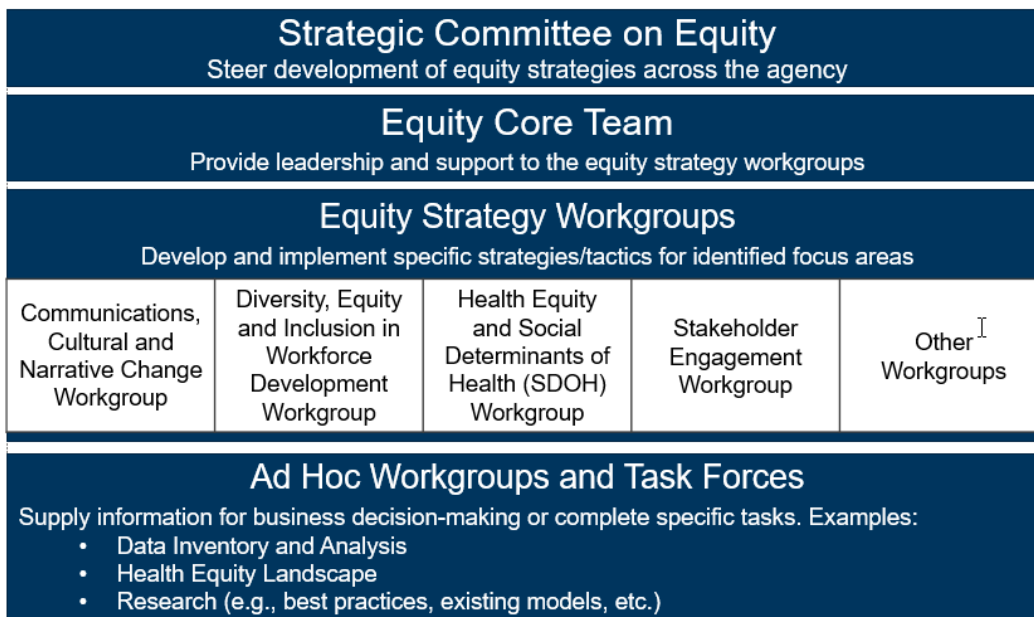 Strategic Committee on Equity
Steer development of equity strategies across the agency
Equity Core Team
Provide leadership and support to the equity strategy workgroups
Equity Strategy Workgroups
Develop and implement specific strategies/tactics for identified focus areas
Communications,
Cultural and
Narrative Change
Workgroup
Diversity, Equity
and Inclusion in
Workforce
Development
Workgroup
Health Equity
and Social
Determinants of
Health (SDOH)
Workgroup
Stakeholder
Engagement
Workgroup
Other
Workgroups
Ad Hoc Workgroups and Task Forces
Supply information for business decision-making or complete specific tasks. Examples:
• Data Inventory and Analysis
• Health Equity Landscape
• Research (e.g., best practices, existing models, etc.)